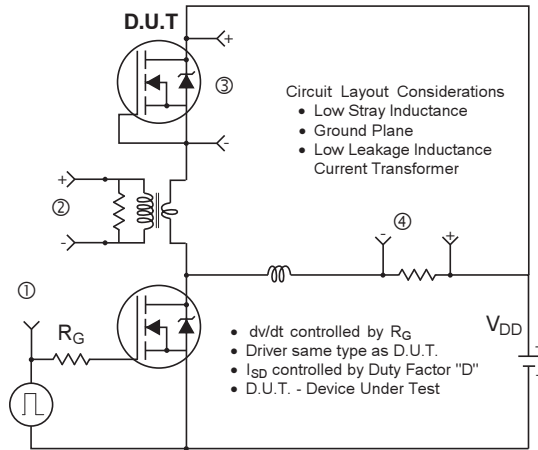 D.U.T
+
③
-
Circuit Layout Considerations
• Low Stray Inductance
• Ground Plane
• Low Leakage Inductance
Current Transformer
+
②
-
④
-
+
①
RG
VDD
+
-
• dv/dt controlled by RG
• Driver same type as D.U.T.
• ISD controlled by Duty Factor "D"
• D.U.T. - Device Under Test